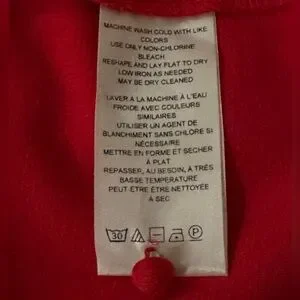 MACHINE WASH COLD WITH LIKE
COLORS
USE ONLY NON-CHLORINE
BLEACH
RESHAPE AND LAY FLAT TO DRY
LOW IRON AS NEEDED
MAY BE DRY CLEANED
LAVER A LA MACHINE À L'EAU
FROIDE AVEC COULEURS
SIMILAIRES
UTILISER UN AGENT DE
BLANCHIMENT SANS CHLORE SI
NÉCESSAIRE
METTRE EN FORME ET SECHER
À PLAT
REPASSER, AU BESOIN, À TRÈS
BASSE TEMPERATURE
PEUT ÊTRE ÊTRE NETTOYÉE
À SEC
30 P